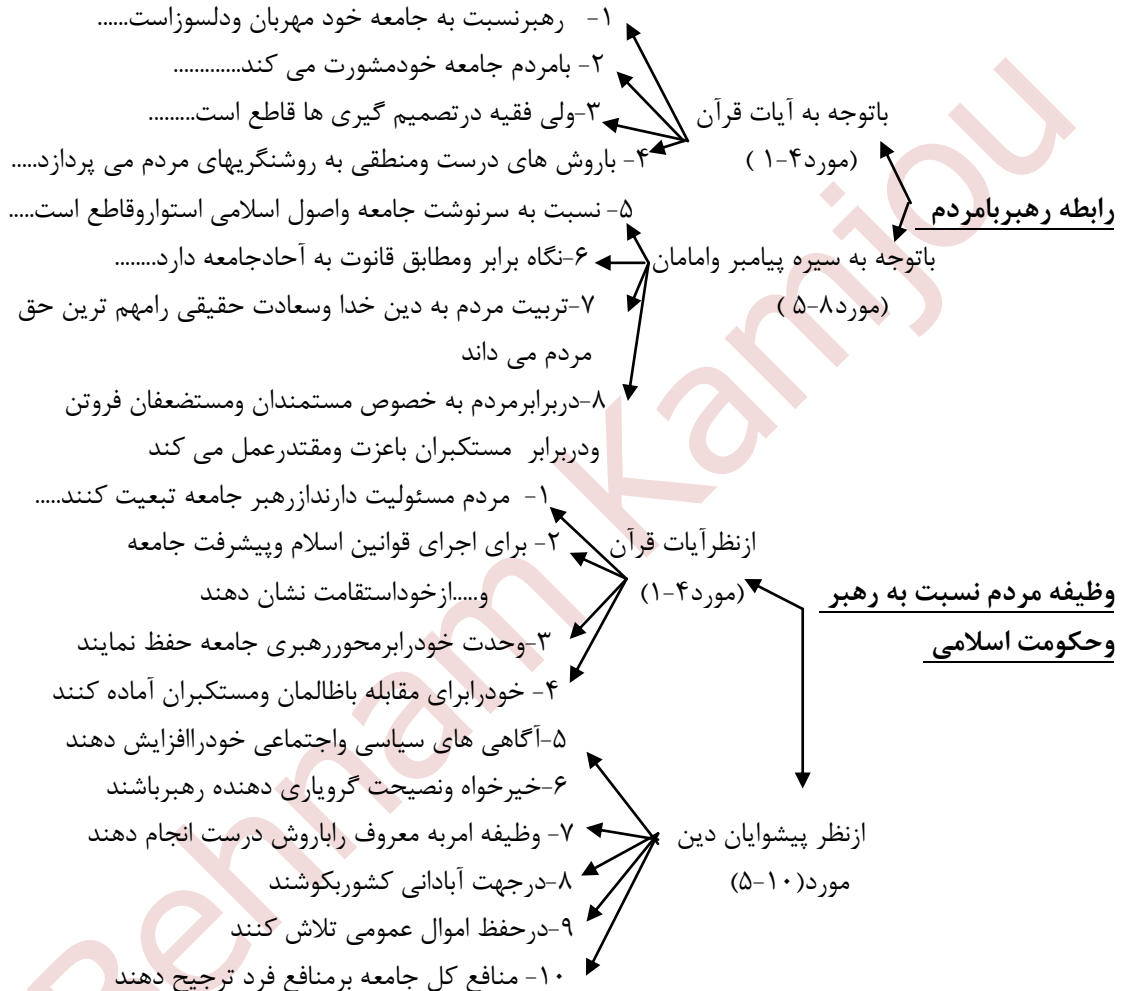 ۱- رهبرنسبت به جامعه خود مهربان ودلسوزاست......
۲- بامردم جامعه خودمشورت می کند.............
باتوجه به آیات قرآن
۳-ولی فقیه درتصمیم گیری ها قاطع است.........
(مورد۴-۱ )
۴- باروش های درست ومنطقی به روشنگریهای مردم می پردازد.....
رابطه رهبربامردم
۵- نسبت به سرنوشت جامعه واصول اسلامی استواروقاطع است.....
باتوجه به سیره پیامبر وامامان
۶-نگاه برابر ومطابق قانوت به آحادجامعه دارد........
(مورد۸-۵ )
۷-تربیت مردم به دین خدا وسعادت حقیقی رامهم ترین حق
مردم می داند
۸-دربرابرمردم به خصوص مستمندان ومستضعفان فروتن
ودربرابر مستکبران باعزت ومقتدرعمل می کند
۱- مردم مسئولیت دارندازرهبر جامعه تبعیت کنند.....
ازنظرآیات قرآن
۲- برای اجرای قوانین اسلام وپیشرفت جامعه
وظیفه مردم نسبت به رهبر
(مورد۴-۱)
و.....ازخوداستقامت نشان دهند
وحکومت اسلامی
۳-وحدت خودرابرمحوررهبری جامعه حفظ نمایند
۴- خودرابرای مقابله باظالمان ومستکبران آماده کنند
۵-آگاهی های سیاسی واجتماعی خودراافزایش دهند
۶-خیرخواه ونصیحت گرویاری دهنده رهبرباشند
ازنظر پیشوایان دین
۷- وظیفه امربه معروف راباروش درست انجام دهند
مورد(۱۰-۵)
۸-درجهت آبادانی کشوربکوشند
۹-درحفظ اموال عمومی تلاش کنند
۱۰- منافع کل جامعه برمنافع فرد ترجیح دهند
Behnam Kamjou